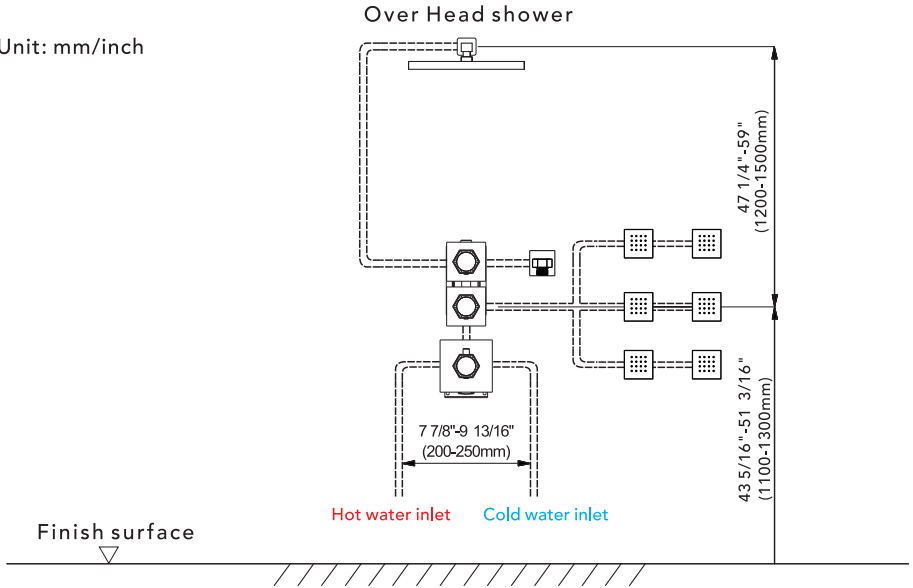 Over Head shower
Unit: mm/inch
47 1/4"-59"
(1200-1500mm)
43 5/16"-51 3/16"
(1100-1300mm)
7 7/8"-9 13/16"
(200-250mm)
Hot water inlet
Cold water inlet
Finish surface